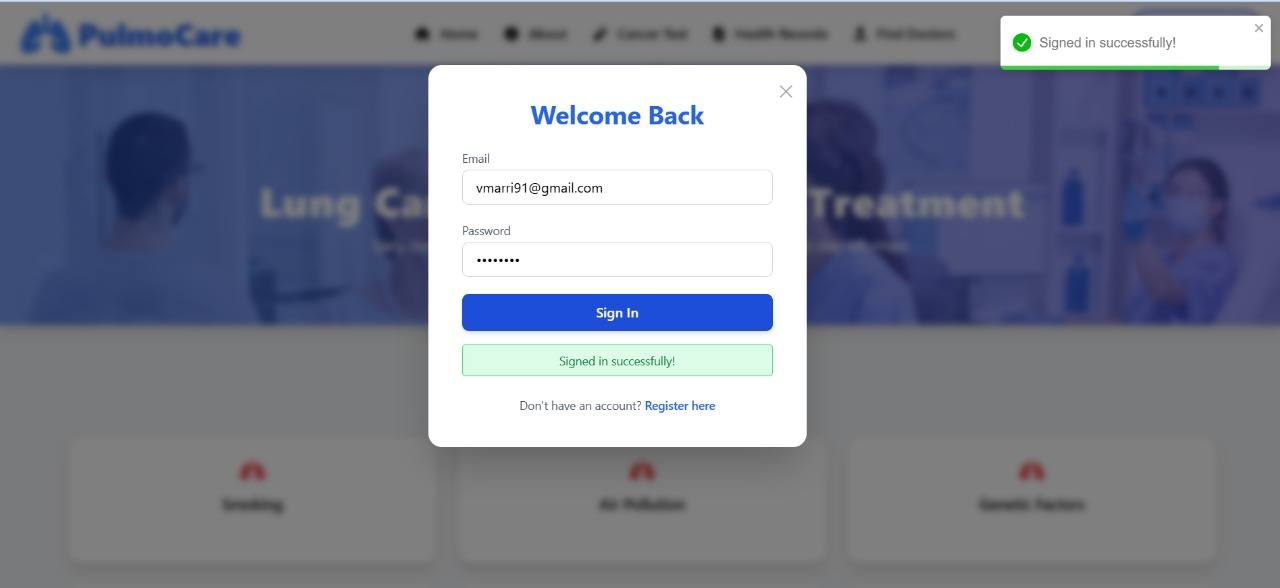 PulmoCare
Home
About
Cancer Test
Health Records
Find Doctors
Signed in successfully!
Welcome Back
Email
vmarri91@gmail.com
Password
Sign In
Signed in successfully!
Don't have an account? Register here
Lung Ca
Treatment
Smoking
Air Pollution
Genetic Factors